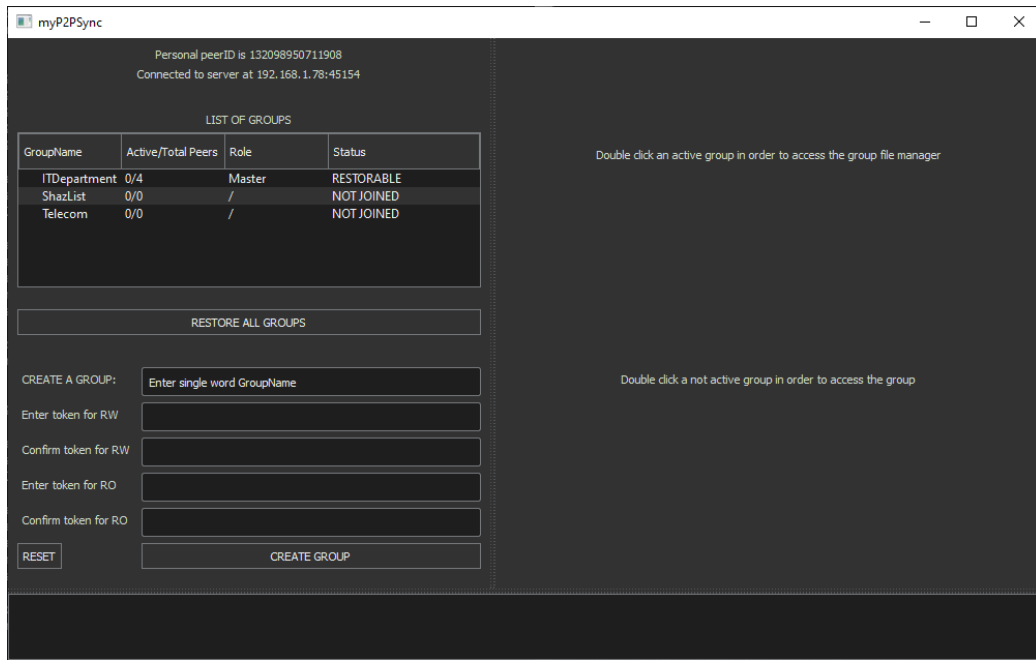 myP2PSync
Personal peerID is 132098950711908
Connected to server at 192.168.1.78:45154
LIST OF GROUPS
GroupName Active/Total Peers Role Status
ITDepartment 0/4 Master RESTORABLE
ShazList 0/0 / NOT JOINED
Telecom 0/0 / NOT JOINED
RESTORE ALL GROUPS
CREATE A GROUP: Enter single word GroupName
Enter token for RW
Confirm token for RW
Enter token for RO
Confirm token for RO
RESET CREATE GROUP
Double click an active group in order to access the group file manager
Double click a not active group in order to access the group